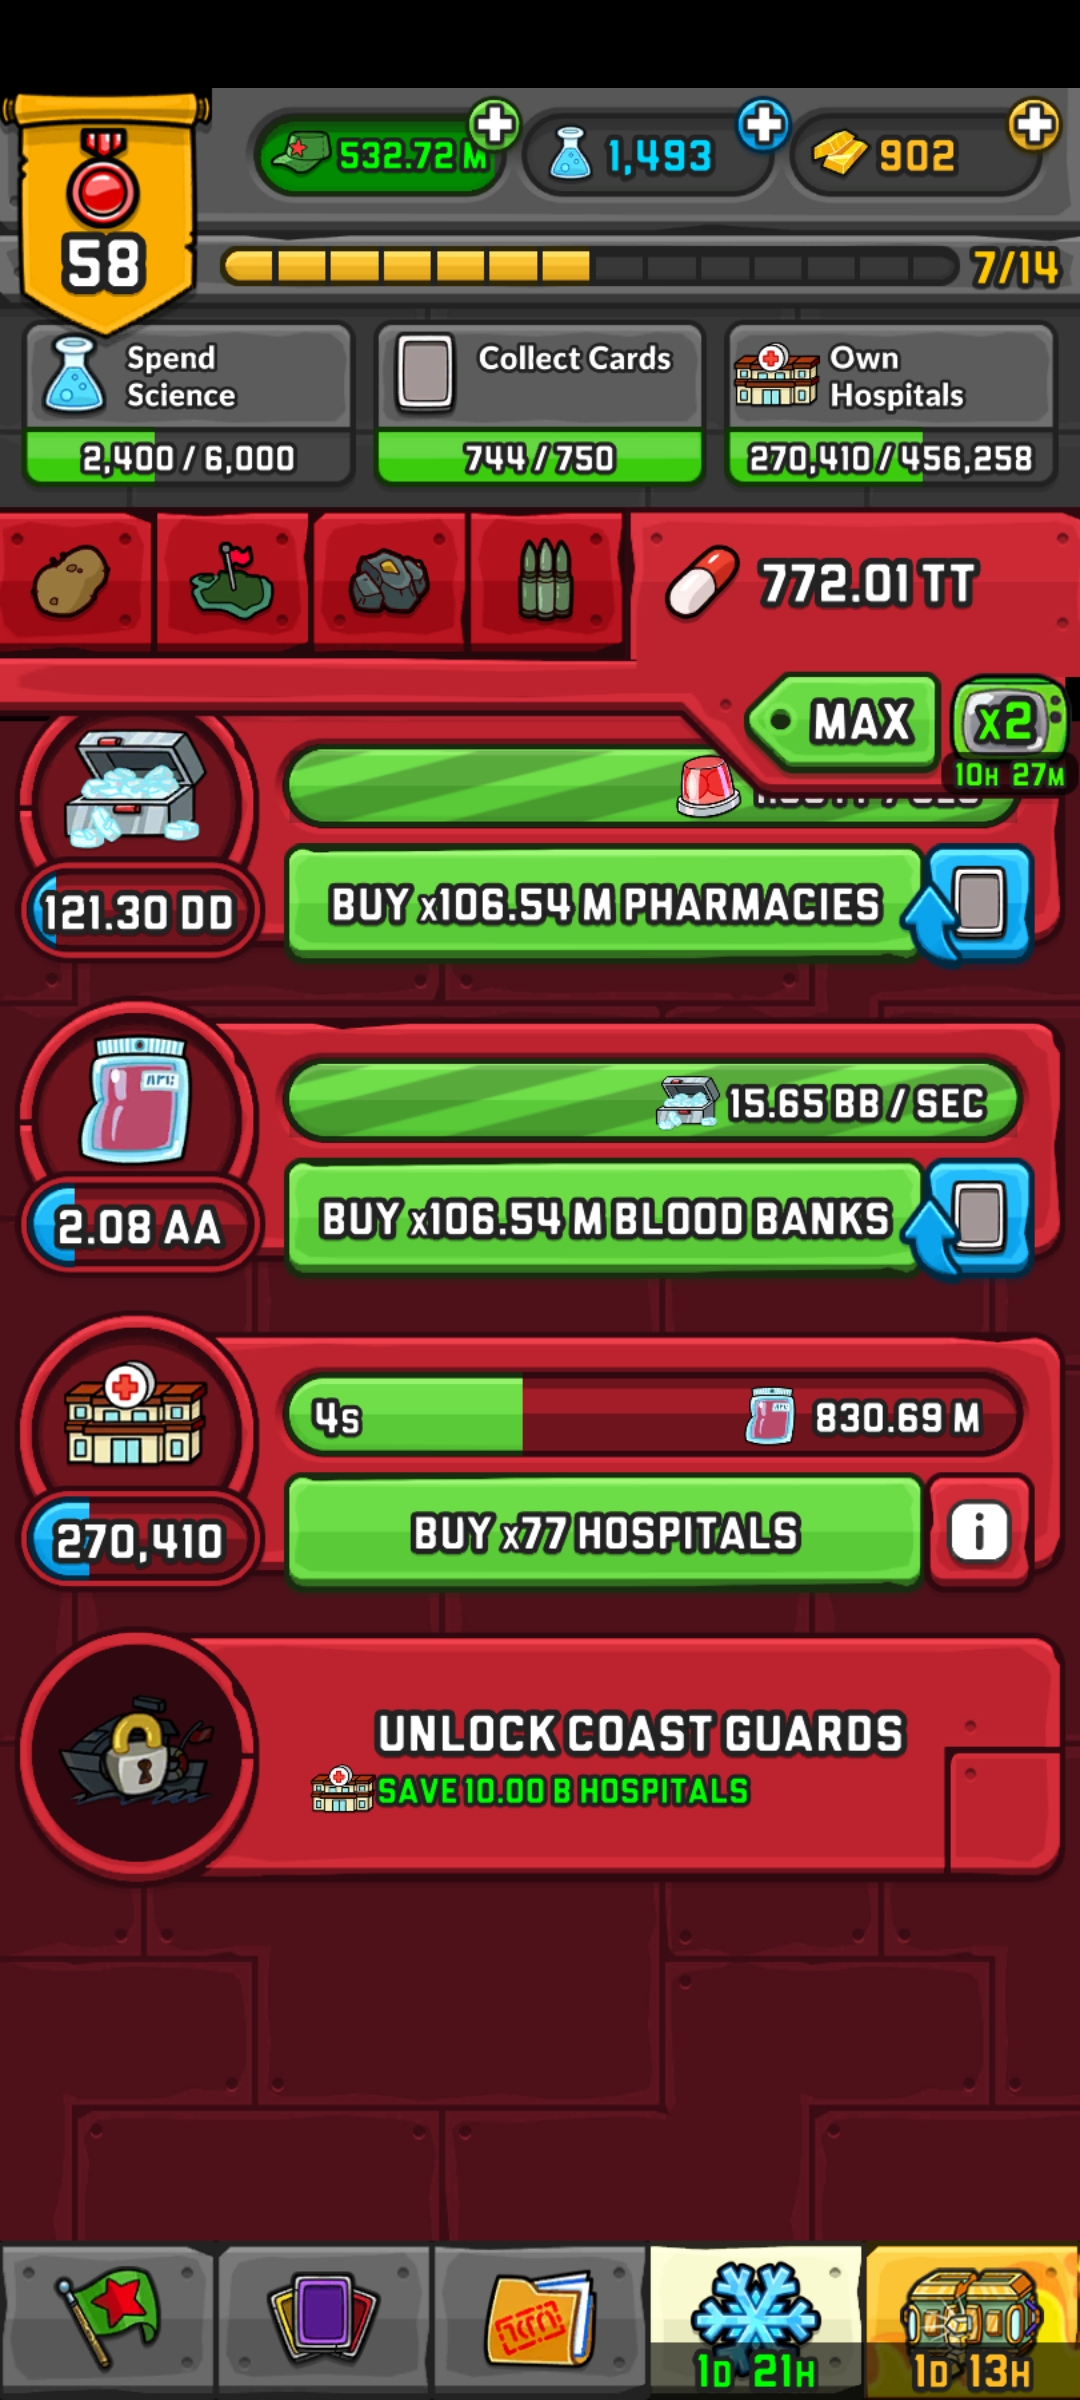 532.72 M
1,493
902
58
7/14
Spend
Science
2,400 / 6,000
Collect Cards
744 / 750
Own
Hospitals
270,410 / 456,258
772.01 TT
MAX
x2
10H 27M
121.30 DD
BUY x106.54 M PHARMACIES
15.65 BB / SEC
2.08 AA
BUY x106.54 M BLOOD BANKS
4s
830.69 M
270,410
BUY x77 HOSPITALS
i
UNLOCK COAST GUARDS
SAVE 10.00 B HOSPITALS
1D 21H
1D 13H